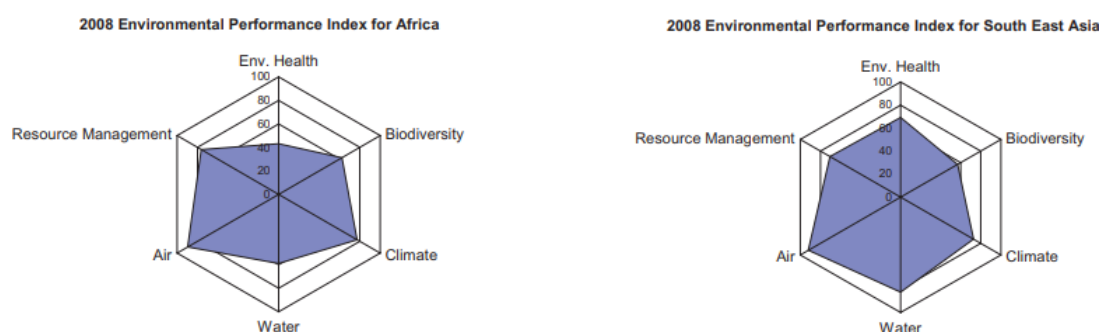 2008 Environmental Performance Index for Africa
Env. Health
100
80
60
40
20
0
Resource Management
Biodiversity
Air
Climate
Water
2008 Environmental Performance Index for South East Asia
Env. Health
100
80
60
40
20
0
Resource Management
Biodiversity
Air
Climate
Water